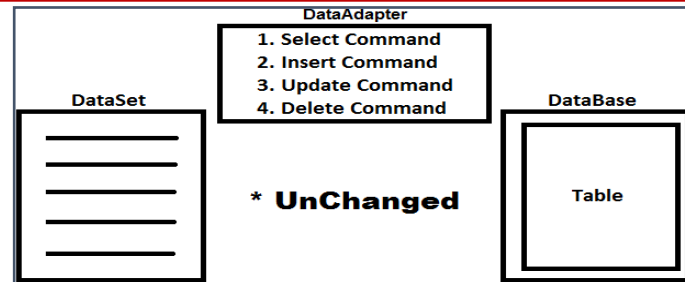 DataAdapter
1. Select Command
2. Insert Command
3. Update Command
4. Delete Command
DataSet
DataBase
* UnChanged
Table